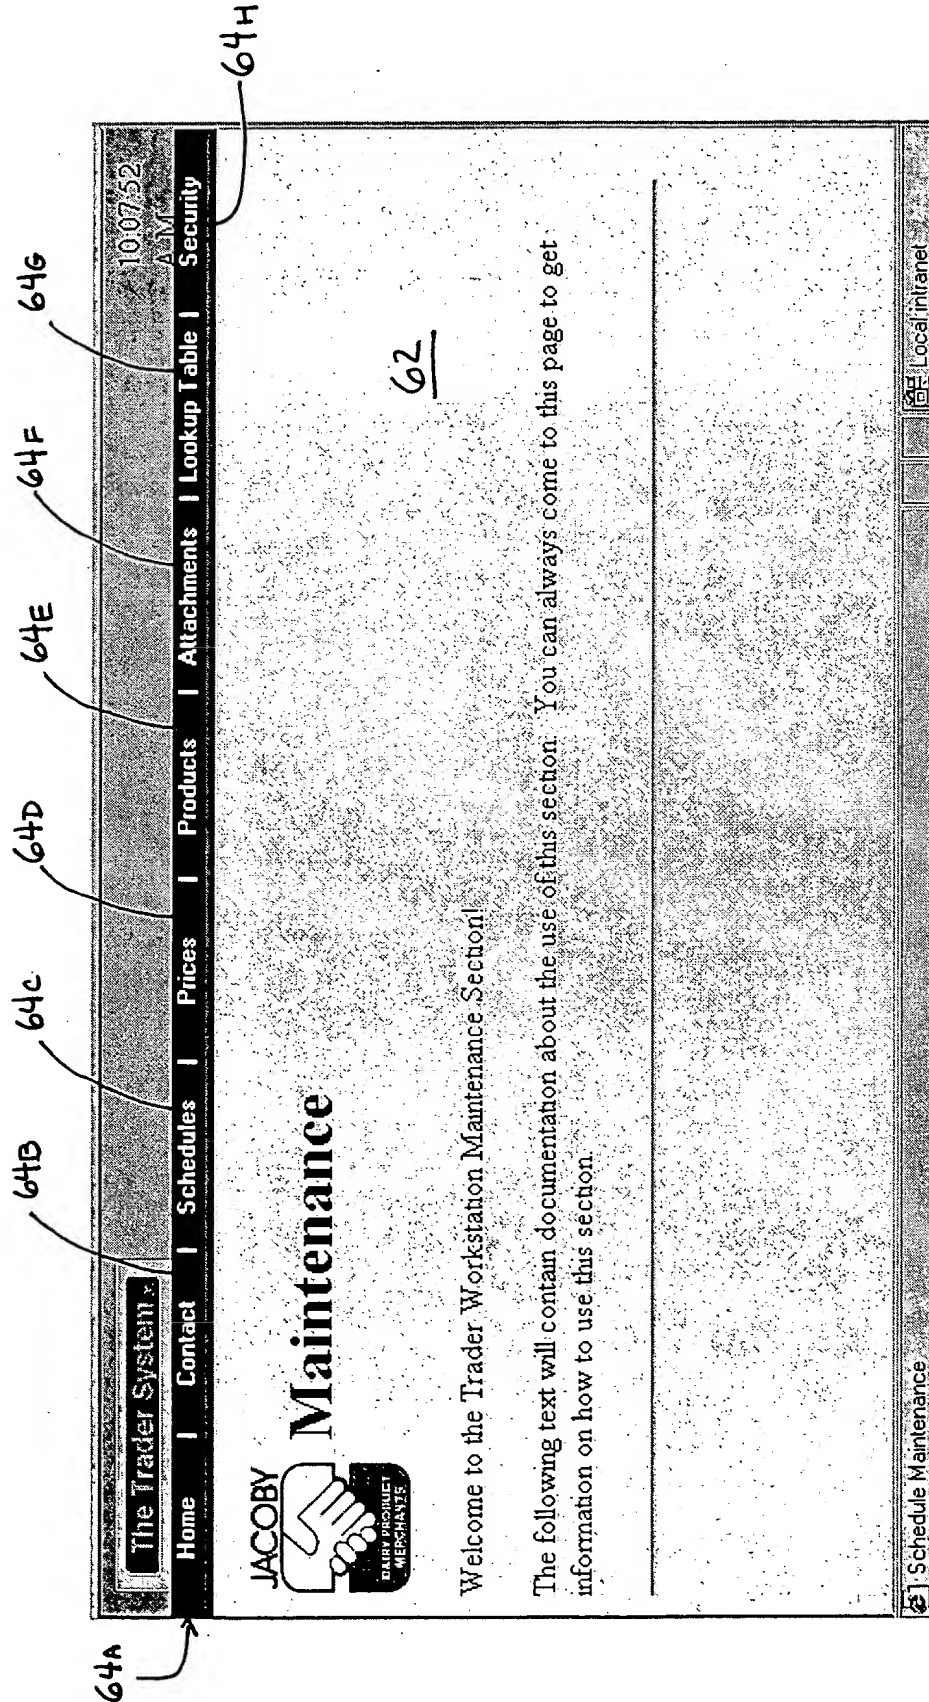 64A
64B
64C
64D
64E
64F
64G
64H
The Trader System
10:07:52
A.M.
Home | Contact | Schedules | Prices | Products | Attachments | Lookup Table | Security
JACOBY
DAIRY PRODUCT
MERCHANTS
Maintenance
62
Welcome to the Trader Workstation Maintenance Section!
The following text will contain documentation about the use of this section. You can always come to this page to get
information on how to use this section.
Schedule Maintenance
Local intranet